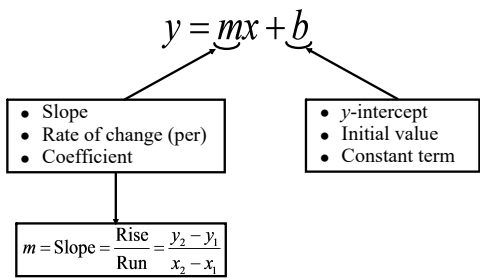 y = mx + b
• Slope
• Rate of change (per)
• Coefficient
• y-intercept
• Initial value
• Constant term
m = Slope = Rise/Run = (y₂ − y₁)/(x₂ − x₁)